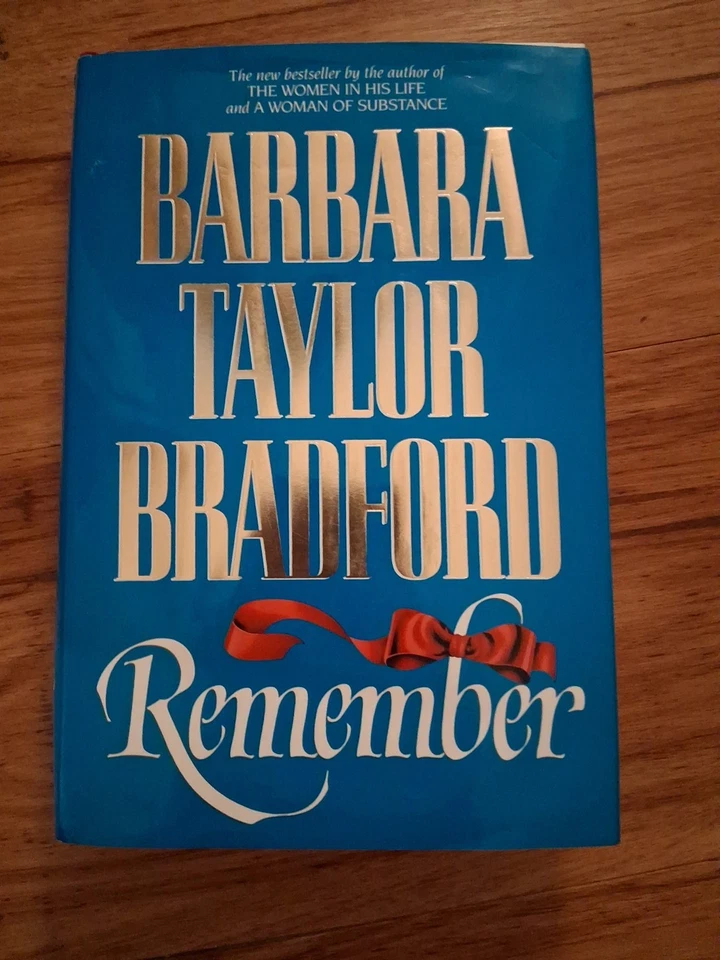 The new bestseller by the author of
THE WOMEN IN HIS LIFE
and A WOMAN OF SUBSTANCE
BARBARA
TAYLOR
BRADFORD
Remember